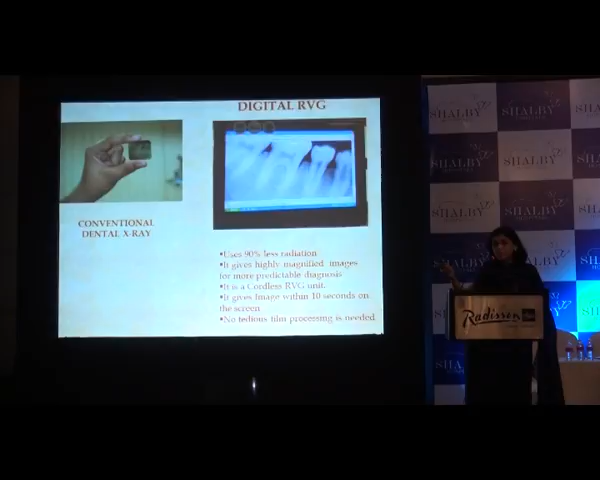 DIGITAL RVG
CONVENTIONAL
DENTAL X-RAY
•Uses 90% less radiation
•It gives highly magnified images
for more predictable diagnosis
•It is a Cordless RVG unit.
•It gives Image within 10 seconds on
the screen
•No tedious film processing is needed
SHALBY
SHALBY
SHALBY
SHALBY
SHALBY
SHALBY
SHALBY
Radisson